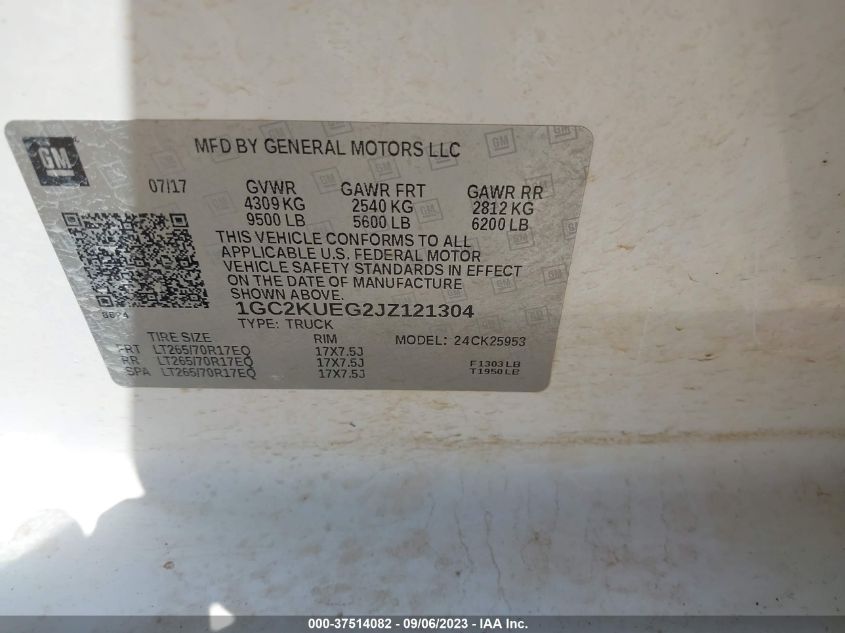 GM
MFD BY GENERAL MOTORS LLC
07/17 GVWR GAWR FRT GAWR RR
4309 KG 2540 KG 2812 KG
9500 LB 5600 LB 6200 LB
THIS VEHICLE CONFORMS TO ALL
APPLICABLE U.S. FEDERAL MOTOR
VEHICLE SAFETY STANDARDS IN EFFECT
ON THE DATE OF MANUFACTURE
SHOWN ABOVE.
1GC2KUEG2JZ121304
TYPE: TRUCK
TIRE SIZE RIM MODEL: 24CK25953
FRT LT265/70R17EQ 17X7.5J
RR LT265/70R17EQ 17X7.5J F1303LB
SPA LT265/70R17EQ 17X7.5J T1950LB
000-37514082 - 09/06/2023 - IAA Inc.